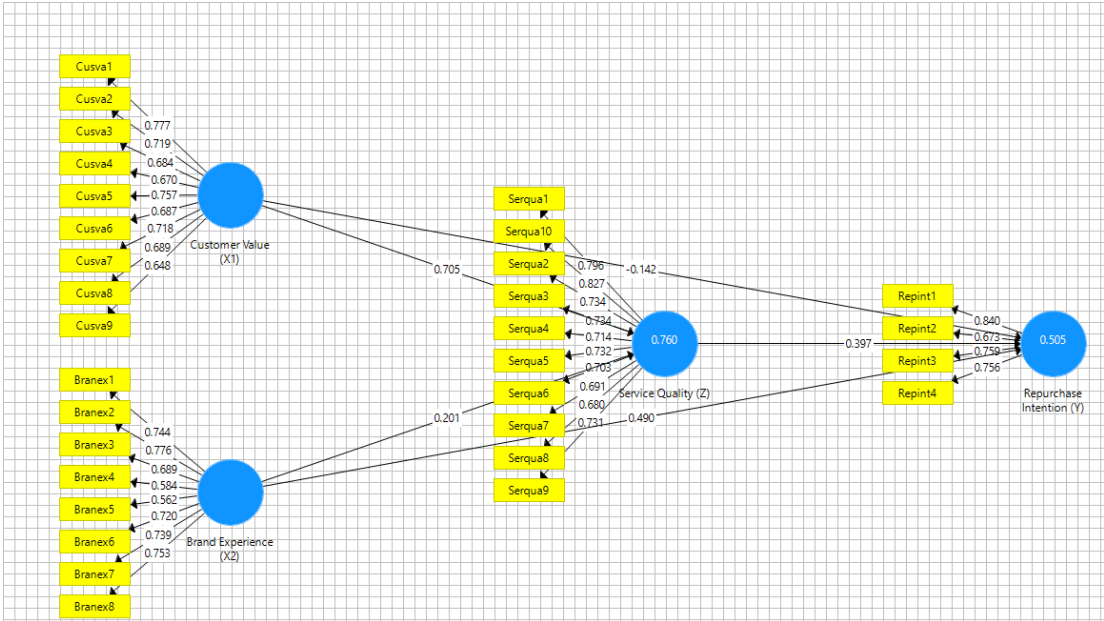 Cusva1
Cusva2
Cusva3
Cusva4
Cusva5
Cusva6
Cusva7
Cusva8
Cusva9
0.777
0.719
0.684
0.670
0.757
0.687
0.718
0.689
0.648
Customer Value
(X1)
Branex1
Branex2
Branex3
Branex4
Branex5
Branex6
Branex7
Branex8
0.744
0.776
0.689
0.584
0.562
0.720
0.739
0.753
Brand Experience
(X2)
0.705
0.201
-0.142
0.397
0.490
Serqua1
Serqua10
Serqua2
Serqua3
Serqua4
Serqua5
Serqua6
Serqua7
Serqua8
Serqua9
0.796
0.827
0.734
0.734
0.714
0.732
0.703
0.691
0.680
0.731
0.760
Service Quality (Z)
Repint1
Repint2
Repint3
Repint4
0.840
0.673
0.759
0.756
0.505
Repurchase
Intention (Y)